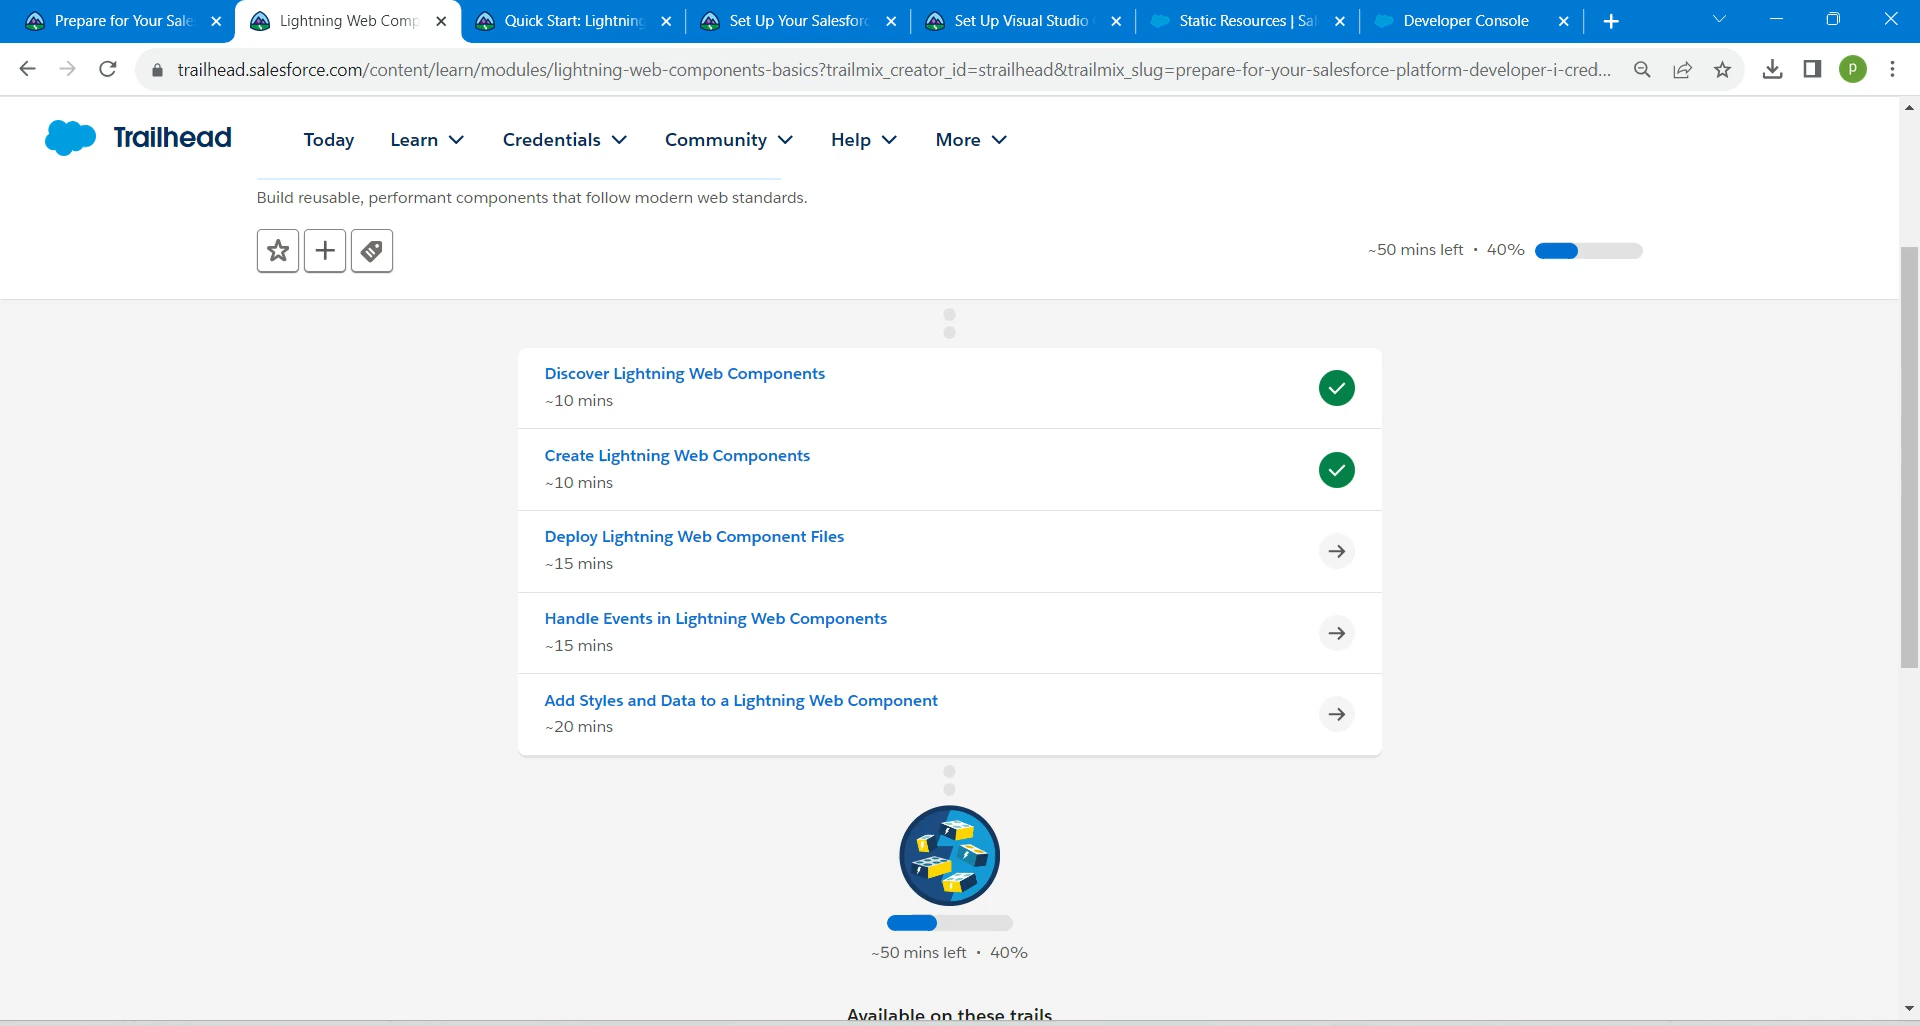 Prepare for Your Sale
Lightning Web Comp
Quick Start: Lightning
Set Up Your Salesforc
Set Up Visual Studio
Static Resources | Sal
Developer Console
trailhead.salesforce.com/content/learn/modules/lightning-web-components-basics?trailmix_creator_id=strailhead&trailmix_slug=prepare-for-your-salesforce-platform-developer-i-cred...
P
Trailhead
Today
Learn
Credentials
Community
Help
More
Build reusable, performant components that follow modern web standards.
~50 mins left • 40%
Discover Lightning Web Components
~10 mins
Create Lightning Web Components
~10 mins
Deploy Lightning Web Component Files
~15 mins
Handle Events in Lightning Web Components
~15 mins
Add Styles and Data to a Lightning Web Component
~20 mins
~50 mins left • 40%
Available on these trails